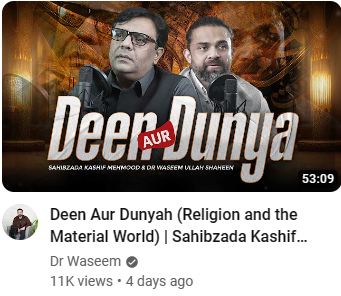 Deen
AUR
Dunya
SAHIBZADA KASHIF MEHMOOD & DR WASEEM ULLAH SHAHEEN
53:09
Deen Aur Dunyah (Religion and the
Material World) | Sahibzada Kashif...
Dr Waseem
11K views • 4 days ago